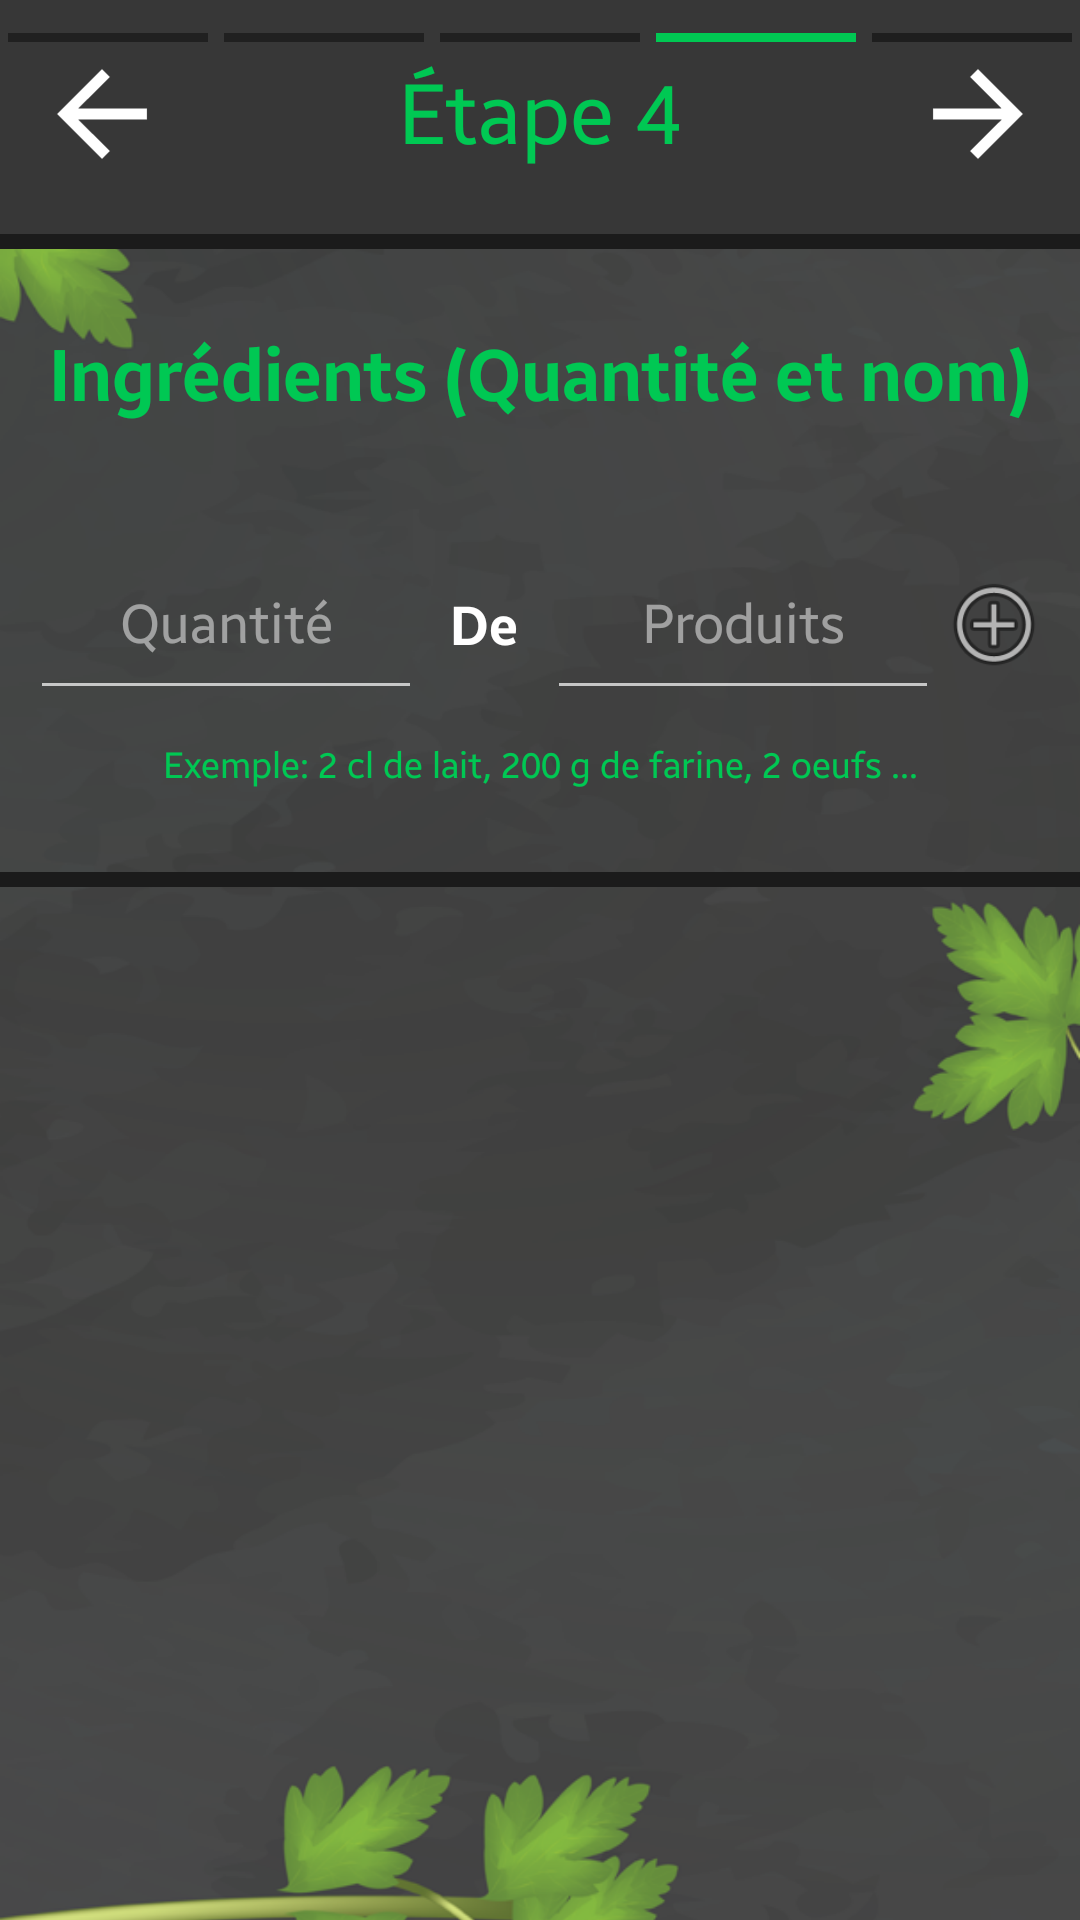 Étape 4
Ingrédients (Quantité et nom)
Quantité De Produits
Exemple: 2 cl de lait, 200 g de farine, 2 oeufs ...